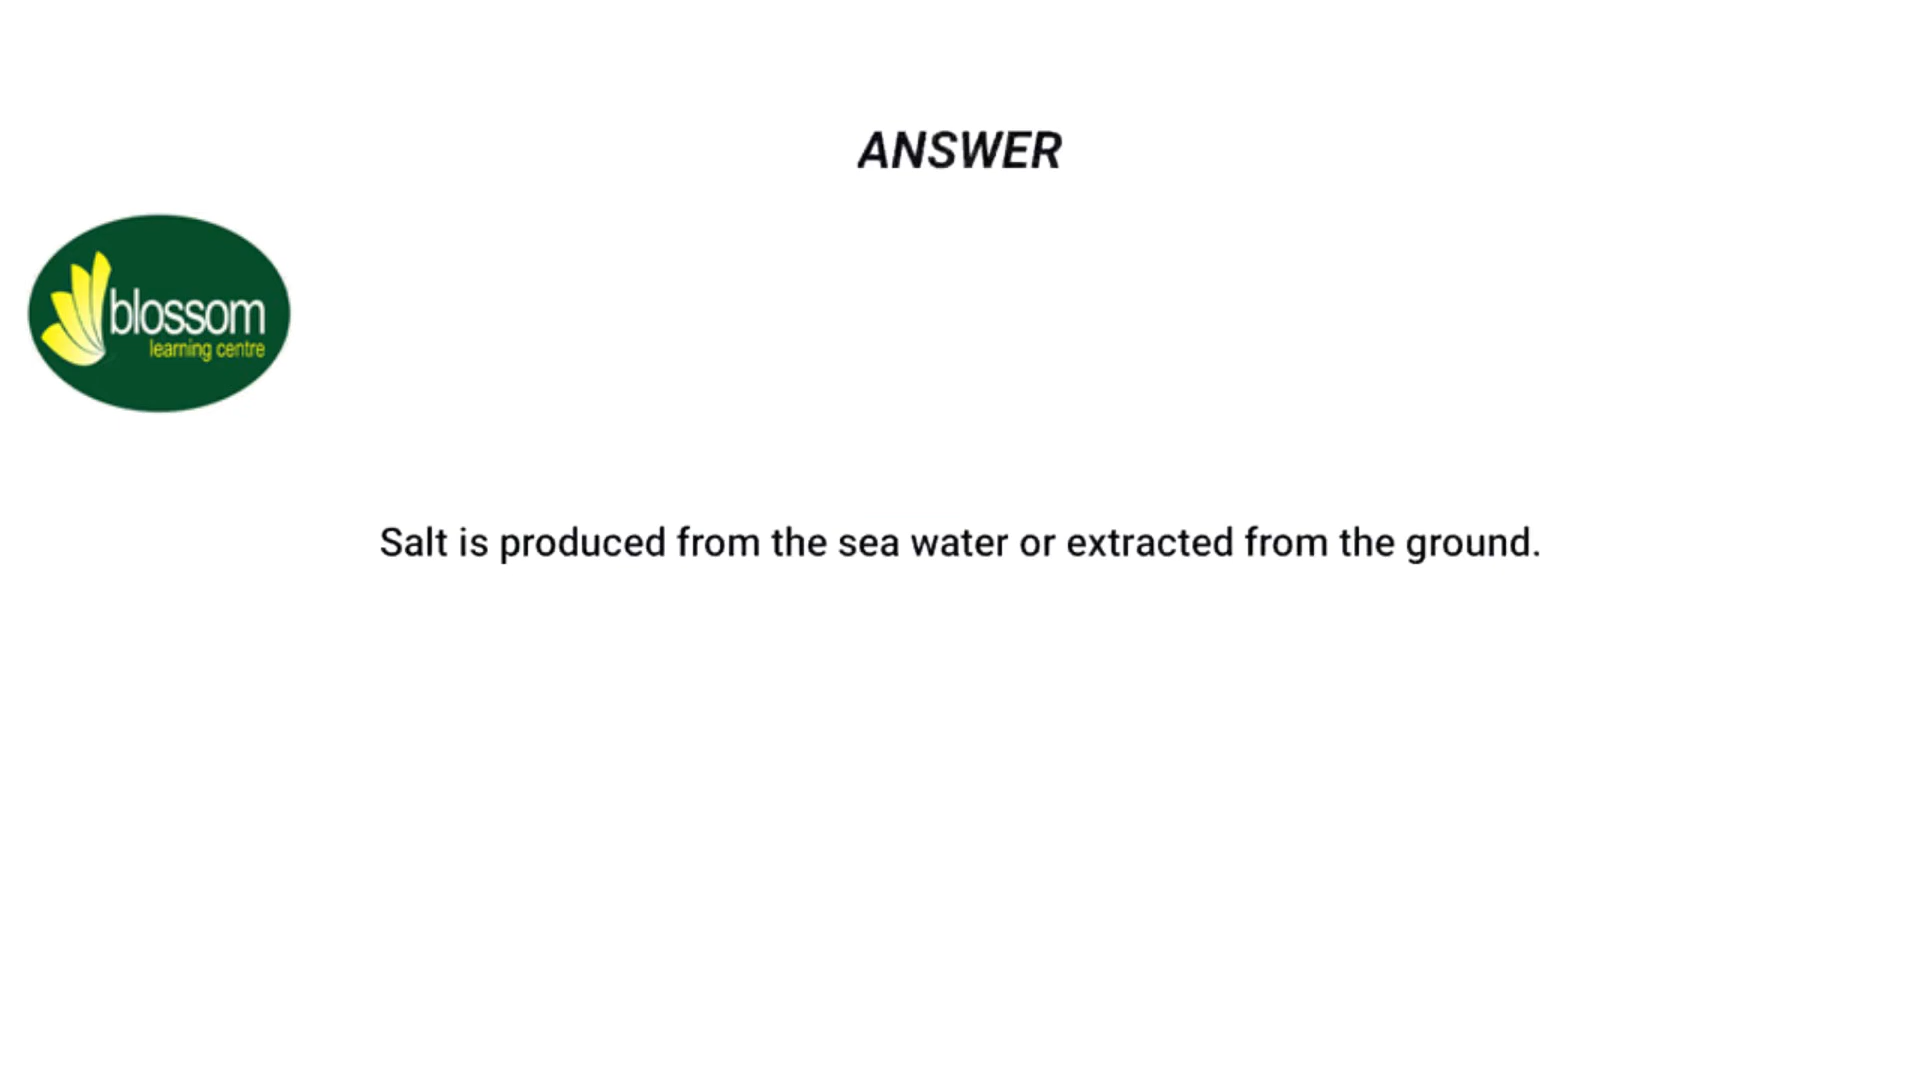 ANSWER
blossom
learning centre
Salt is produced from the sea water or extracted from the ground.